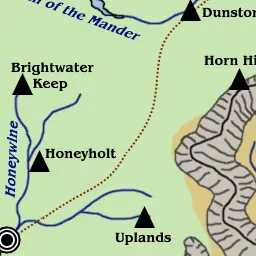 of the Mander
Dunston
Horn Hi
Brightwater
Keep
Honeywine
Honeyholt
Uplands